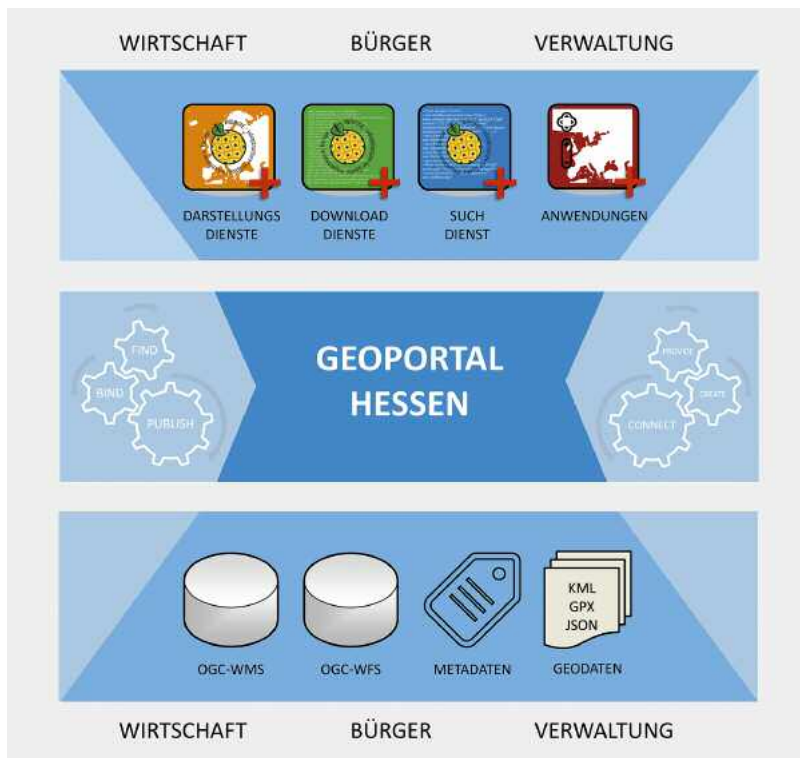 WIRTSCHAFT BÜRGER VERWALTUNG
DARSTELLUNGS DIENSTE
DOWNLOAD DIENSTE
SUCH DIENST
ANWENDUNGEN
FIND
BIND
PUBLISH
GEOPORTAL
HESSEN
CREATE
CONNECT
OGC-WMS
OGC-WFS
METADATEN
KML
GPX
JSON
GEODATEN
WIRTSCHAFT BÜRGER VERWALTUNG